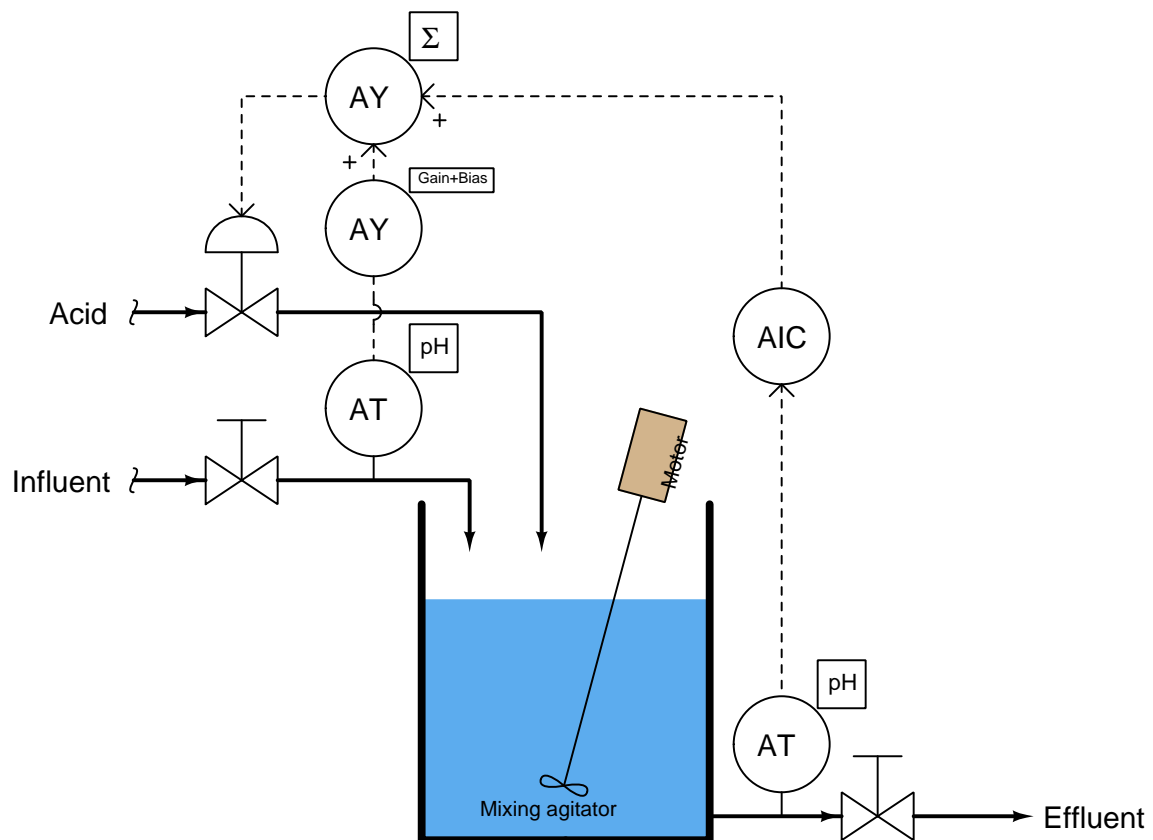 Σ
AY
+
+
Gain+Bias
AY
Acid
pH
AIC
AT
Motor
Influent
pH
AT
Mixing agitator
Effluent